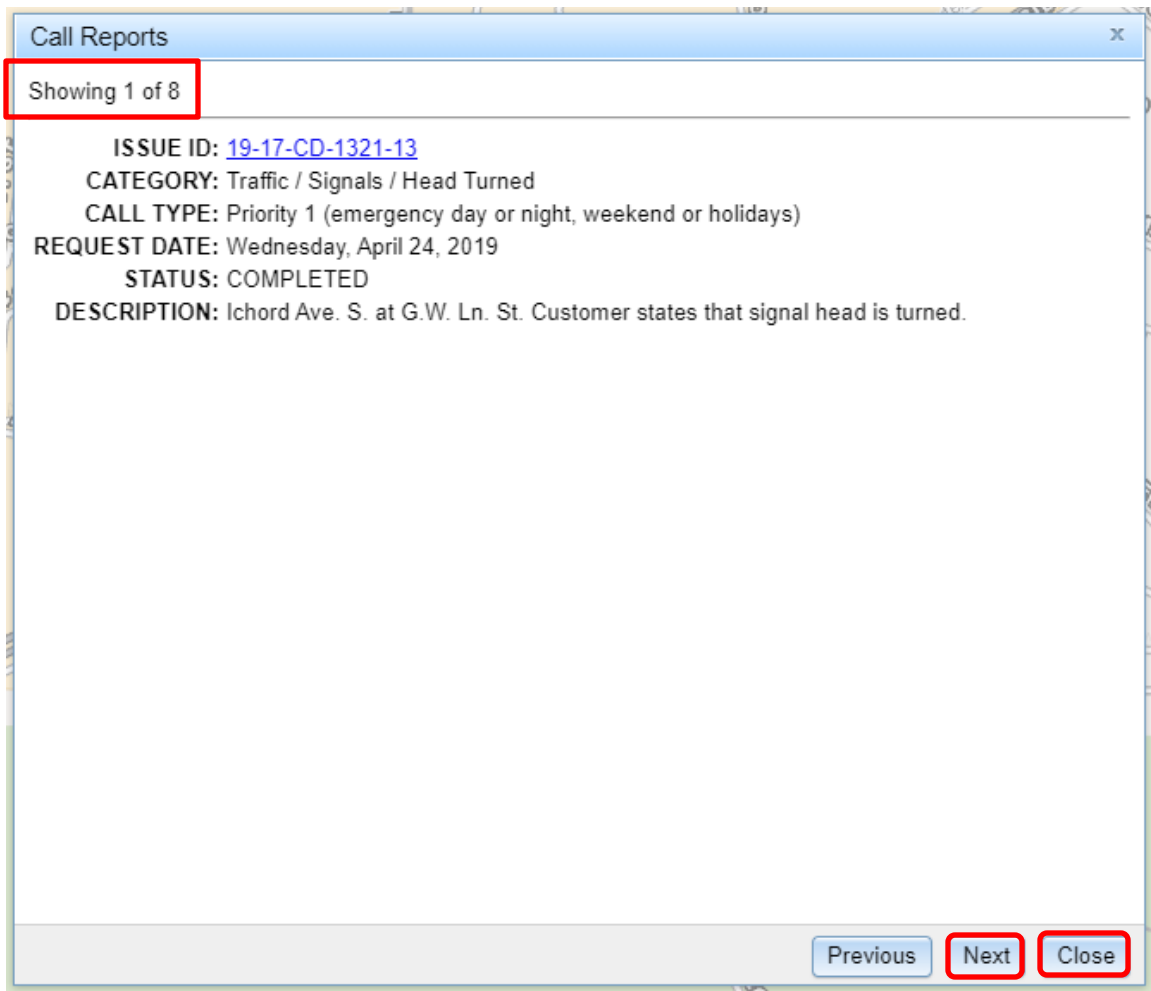 Call Reports x
Showing 1 of 8
ISSUE ID: 19-17-CD-1321-13
CATEGORY: Traffic / Signals / Head Turned
CALL TYPE: Priority 1 (emergency day or night, weekend or holidays)
REQUEST DATE: Wednesday, April 24, 2019
STATUS: COMPLETED
DESCRIPTION: Ichord Ave. S. at G.W. Ln. St. Customer states that signal head is turned.
Previous Next Close